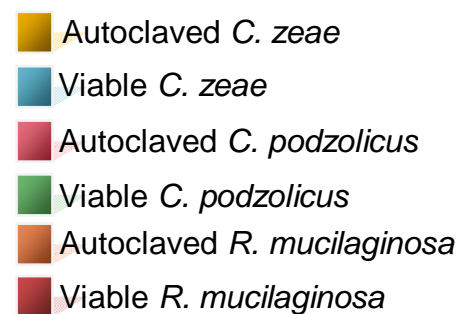 Autoclaved C. zeae
Viable C. zeae
Autoclaved C. podzolicus
Viable C. podzolicus
Autoclaved R. mucilaginosa
Viable R. mucilaginosa